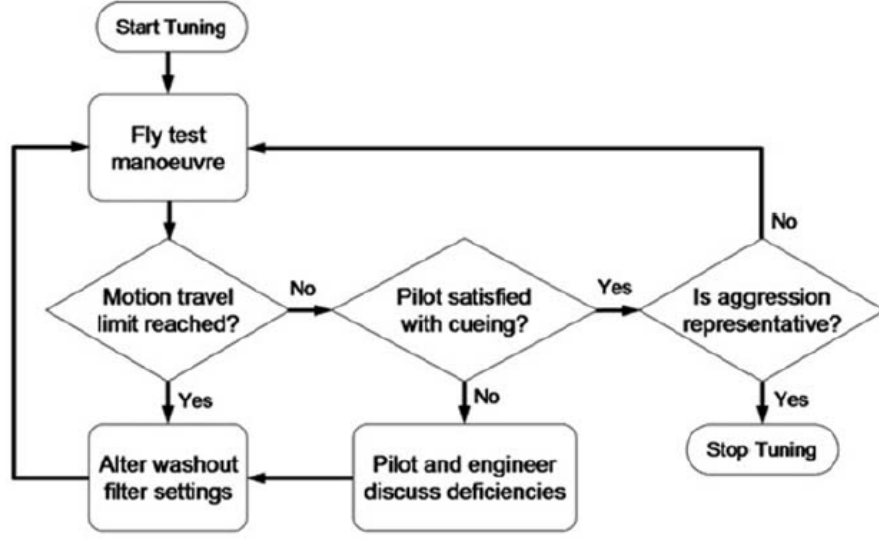 Start Tuning
Fly test
manoeuvre
No
Motion travel
limit reached?
No
Pilot satisfied
with cueing?
Yes
Is aggression
representative?
Yes
No
Yes
Alter washout
filter settings
Pilot and engineer
discuss deficiencies
Stop Tuning